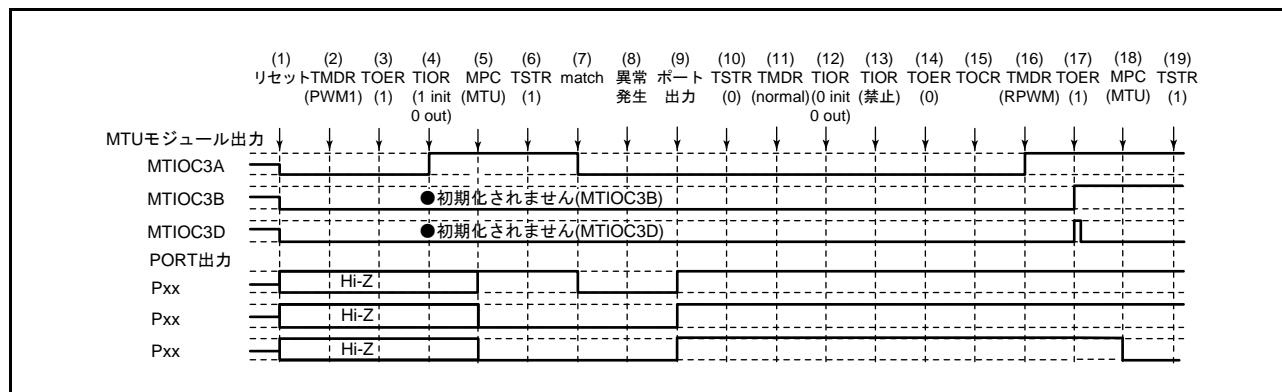 (1) (2) (3) (4) (5) (6) (7) (8) (9) (10) (11) (12) (13) (14) (15) (16) (17) (18) (19)
リセット TMDR TOER TIOR MPC TSTR match 異常 ポート TSTR TMDR TIOR TIOR TOER TOCR TMDR TOER MPC TSTR
(PWM1) (1) (1 init (MTU) (1) 発生 出力 (0) (normal) (0 init (禁止) (0) (RPWM) (1) (MTU) (1)
0 out) 0 out)
MTUモジュール出力
MTIOC3A
MTIOC3B ●初期化されません(MTIOC3B)
MTIOC3D ●初期化されません(MTIOC3D)
PORT出力
Pxx Hi-Z
Pxx Hi-Z
Pxx Hi-Z